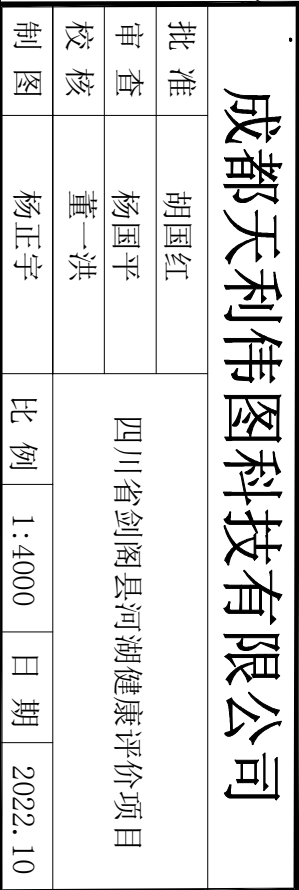 成都天利伟图科技有限公司
批准 胡国红
审查 杨国平
校核 董一洪
四川省剑阁县河湖健康评价项目
制图 杨正宇 比例 1:4000 日期 2022.10